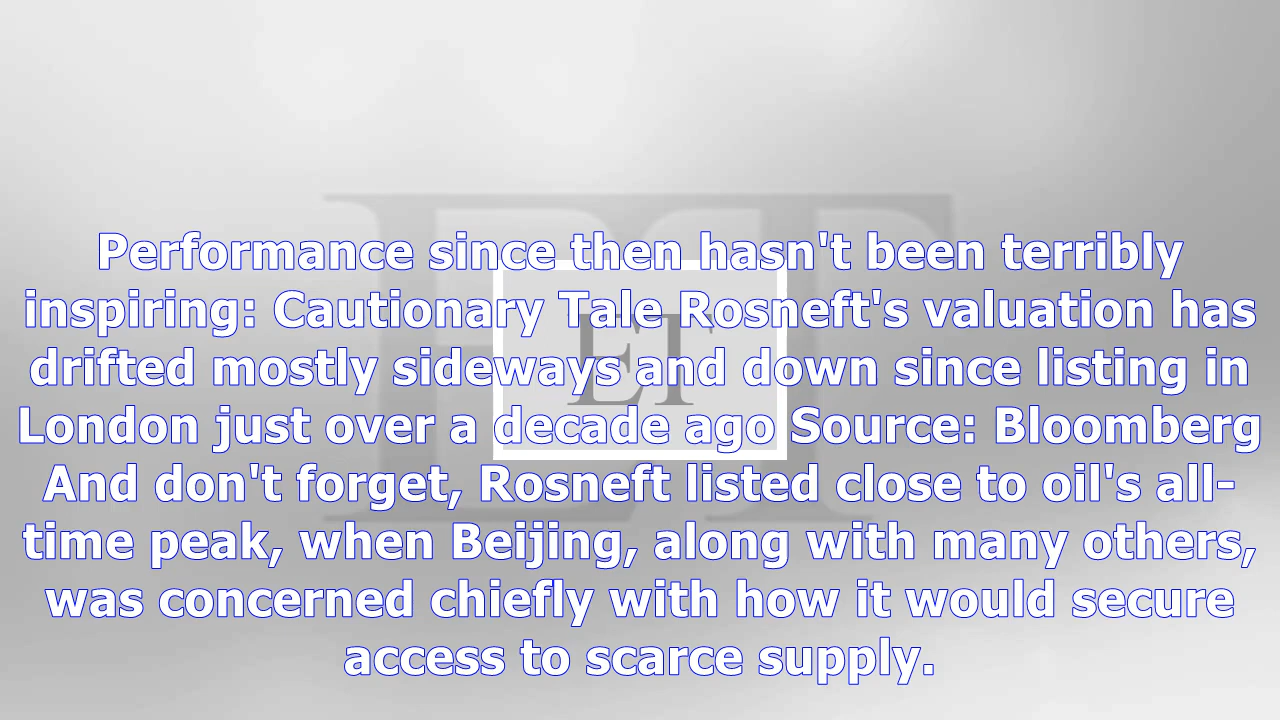 Performance since then hasn't been terribly
inspiring: Cautionary Tale Rosneft's valuation has
drifted mostly sideways and down since listing in
London just over a decade ago Source: Bloomberg
And don't forget, Rosneft listed close to oil's all-
time peak, when Beijing, along with many others,
was concerned chiefly with how it would secure
access to scarce supply.
ET
ET